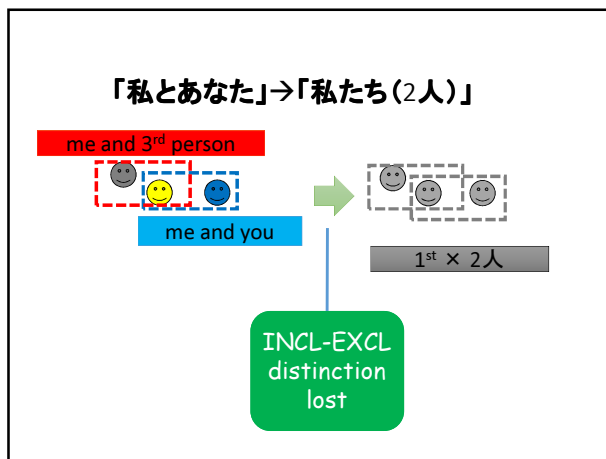 「私とあなた」→「私たち（2人）」
me and 3rd person
me and you
1st × 2人
INCL-EXCL
distinction
lost